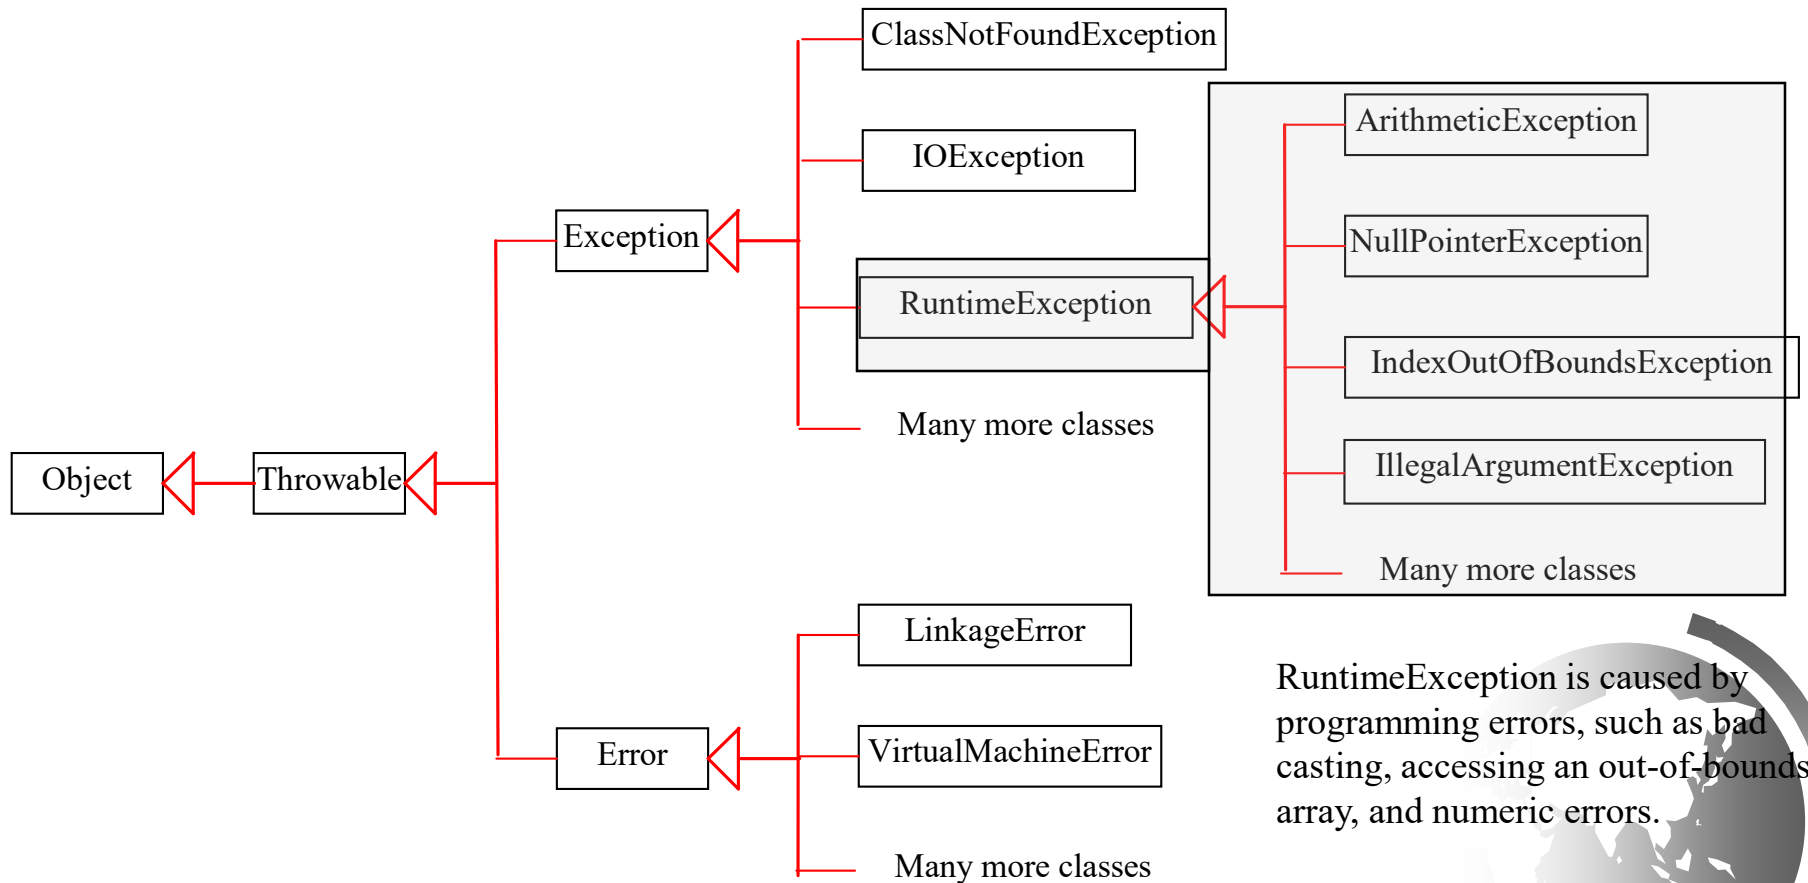 ClassNotFoundException
ArithmeticException
IOException
NullPointerException
Exception
RuntimeException
IndexOutOfBoundsException
Many more classes
IllegalArgumentException
Object
Throwable
Many more classes
LinkageError
RuntimeException is caused by
programming errors, such as bad
casting, accessing an out-of-bounds
array, and numeric errors.
Error
VirtualMachineError
Many more classes